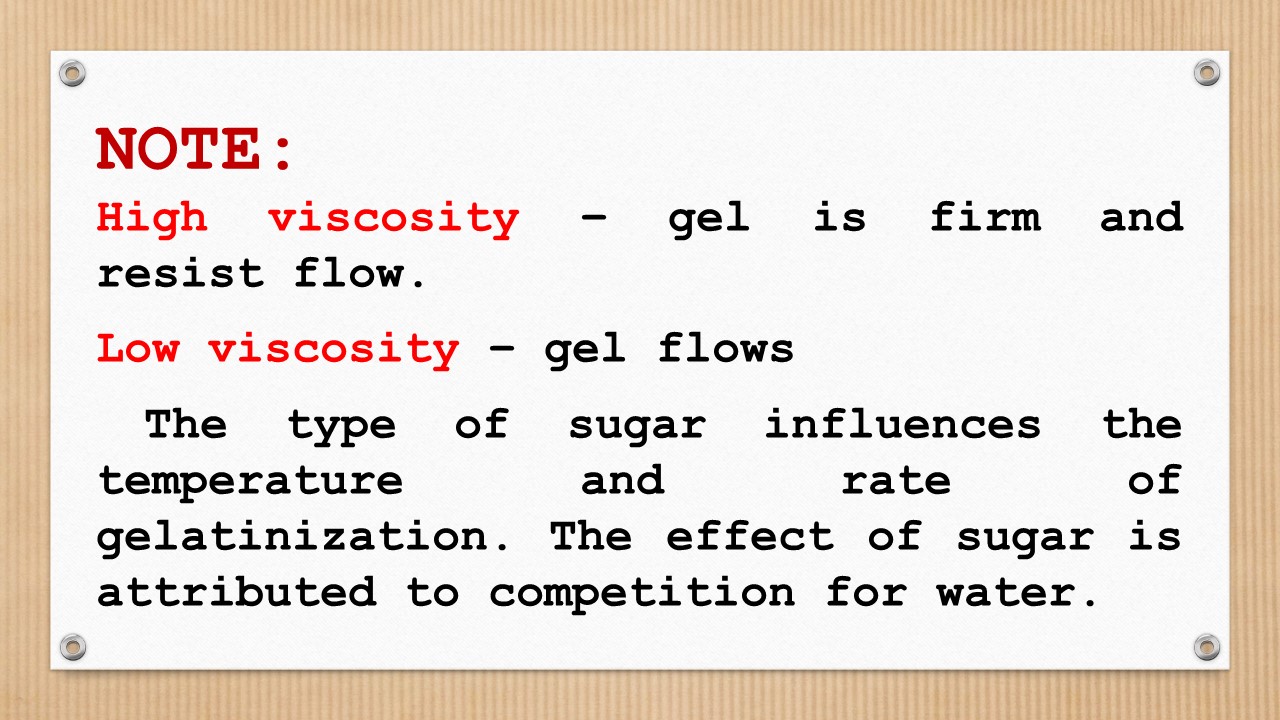 NOTE:
High viscosity – gel is firm and
resist flow.
Low viscosity – gel flows
The type of sugar influences the
temperature and rate of
gelatinization. The effect of sugar is
attributed to competition for water.